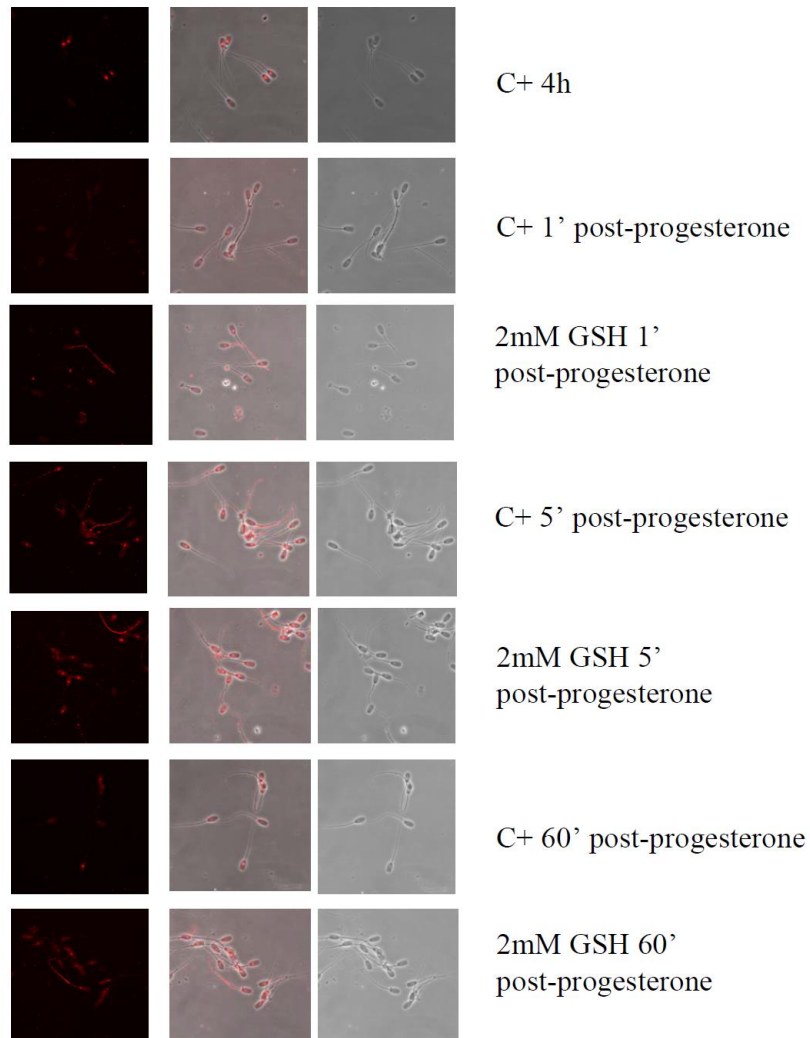 C+ 4h
C+ 1’ post-progesterone
2mM GSH 1’
post-progesterone
C+ 5’ post-progesterone
2mM GSH 5’
post-progesterone
C+ 60’ post-progesterone
2mM GSH 60’
post-progesterone